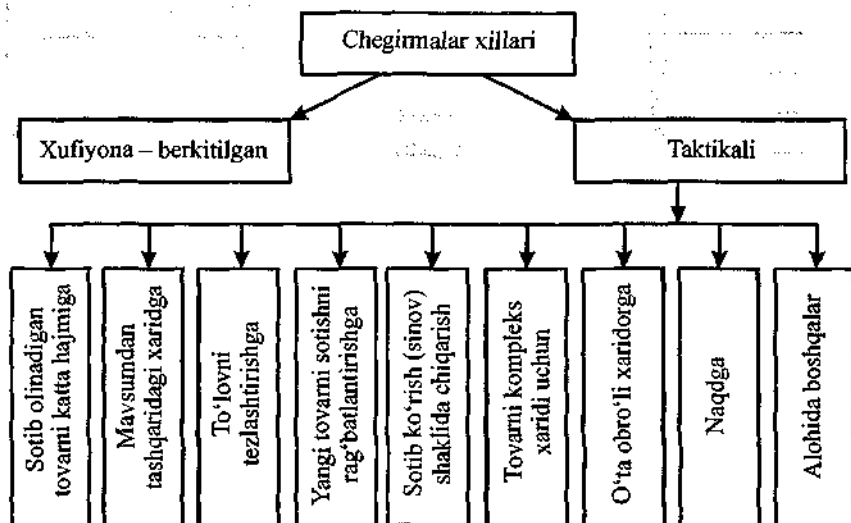 Chegirmalar xillari
Xufiyona – berkitilgan
Taktikali
Sotib olinadigan
tovarni katta hajmiga
Mavsumdan
tashqaridagi xaridga
To‘lovni
tezlashtirishga
Yangi tovarni sotishni
rag‘batlantirishga
Sotib ko‘rish (sinov)
shaklida chiqarish
Tovarni kompleks
xaridi uchun
O‘ta obro‘li xaridorga
Naqdga
Alohida boshqalar